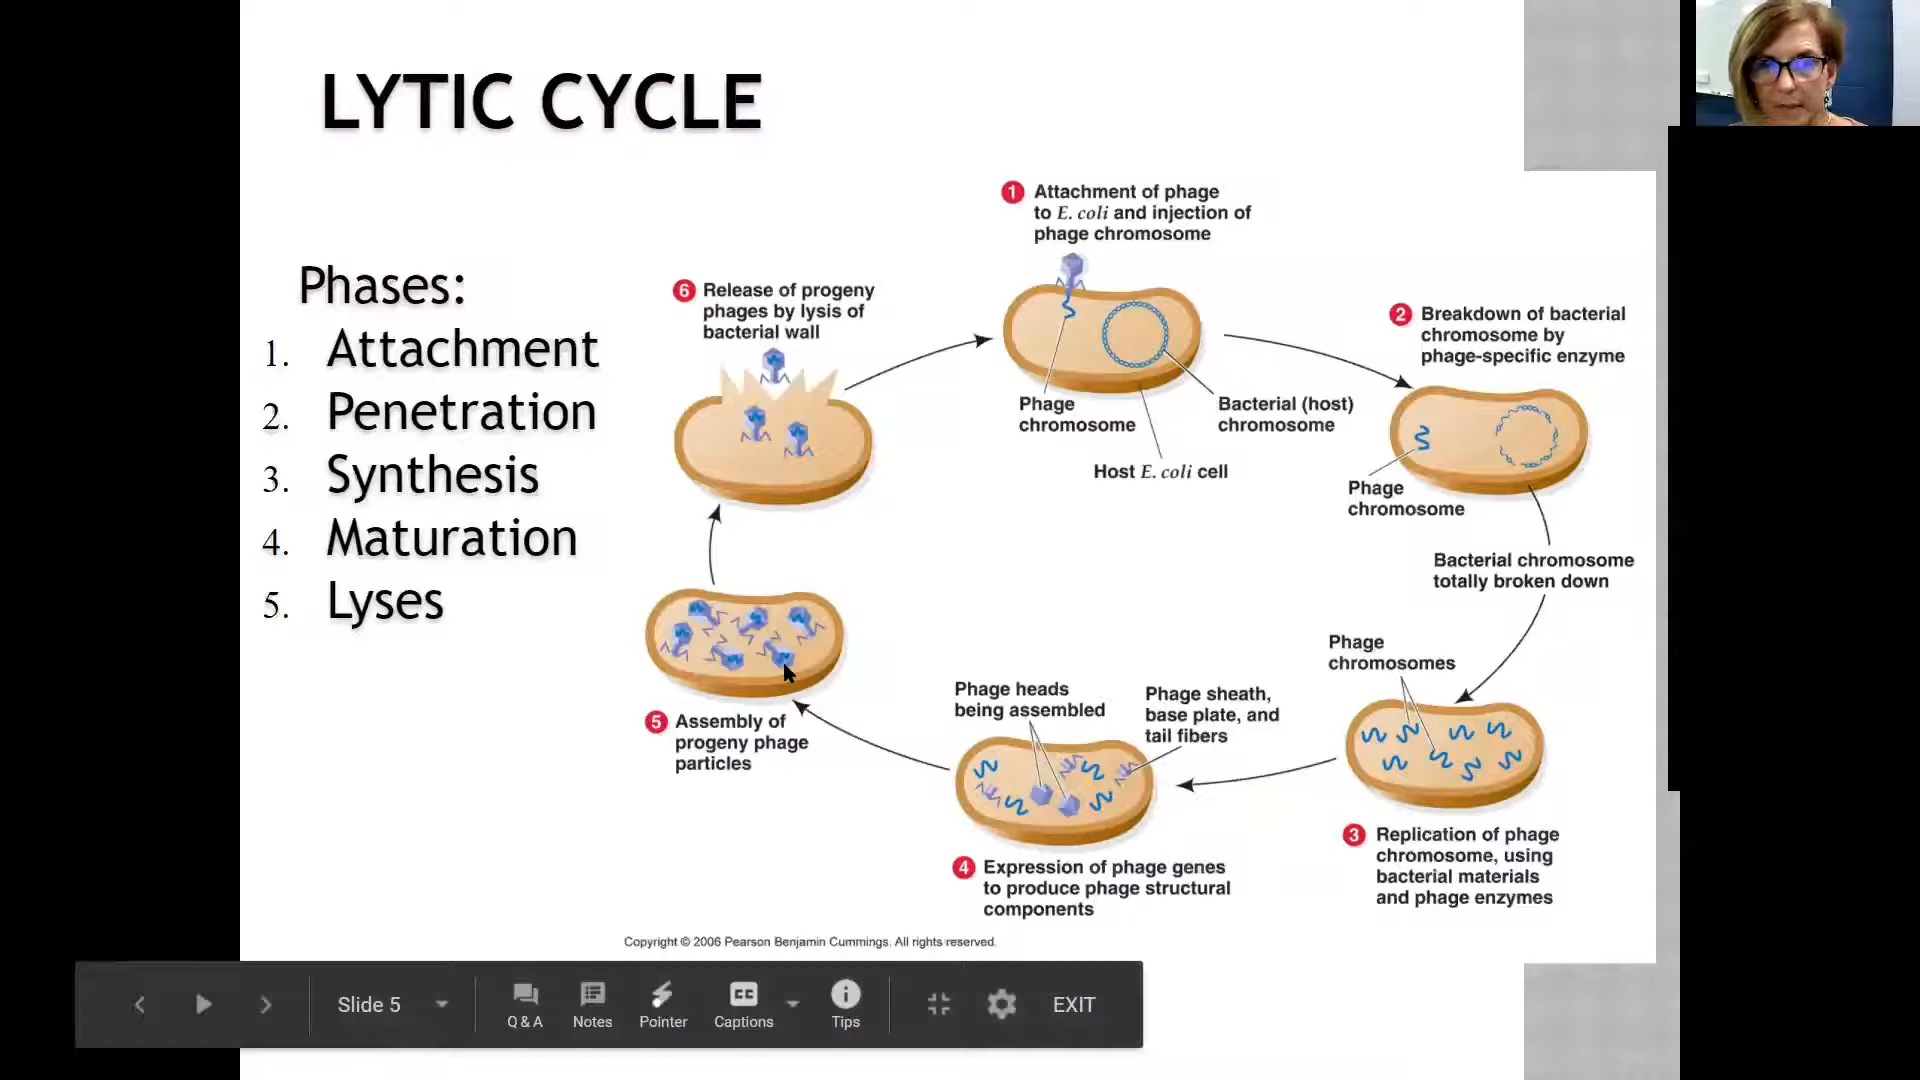 LYTIC CYCLE
Phases:
1. Attachment
2. Penetration
3. Synthesis
4. Maturation
5. Lyses
1 Attachment of phage
to E. coli and injection of
phage chromosome
Phage
chromosome
Bacterial (host)
chromosome
Host E. coli cell
2 Breakdown of bacterial
chromosome by
phage-specific enzyme
Phage
chromosome
Bacterial chromosome
totally broken down
Phage
chromosomes
3 Replication of phage
chromosome, using
bacterial materials
and phage enzymes
Phage heads
being assembled
Phage sheath,
base plate, and
tail fibers
4 Expression of phage genes
to produce phage structural
components
5 Assembly of
progeny phage
particles
6 Release of progeny
phages by lysis of
bacterial wall
Copyright © 2006 Pearson Benjamin Cummings. All rights reserved.
Slide 5
Q & A
Notes
Pointer
CC
Captions
Tips
EXIT